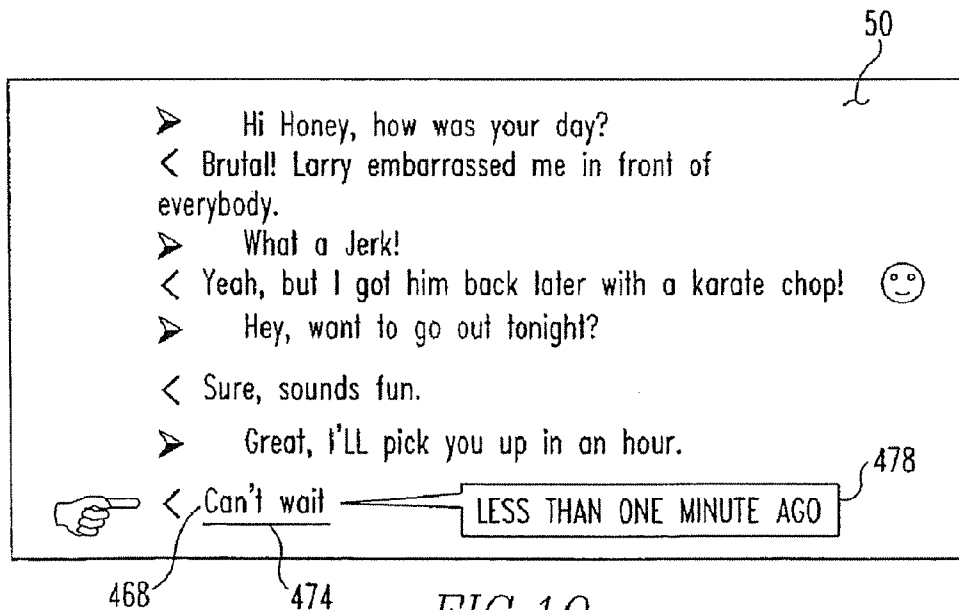 50
➢ Hi Honey, how was your day?
< Brutal! Larry embarrassed me in front of
everybody.
➢ What a Jerk!
< Yeah, but I got him back later with a karate chop!
➢ Hey, want to go out tonight?
< Sure, sounds fun.
➢ Great, I'LL pick you up in an hour.
478
< Can't wait LESS THAN ONE MINUTE AGO
468 474 FIG.